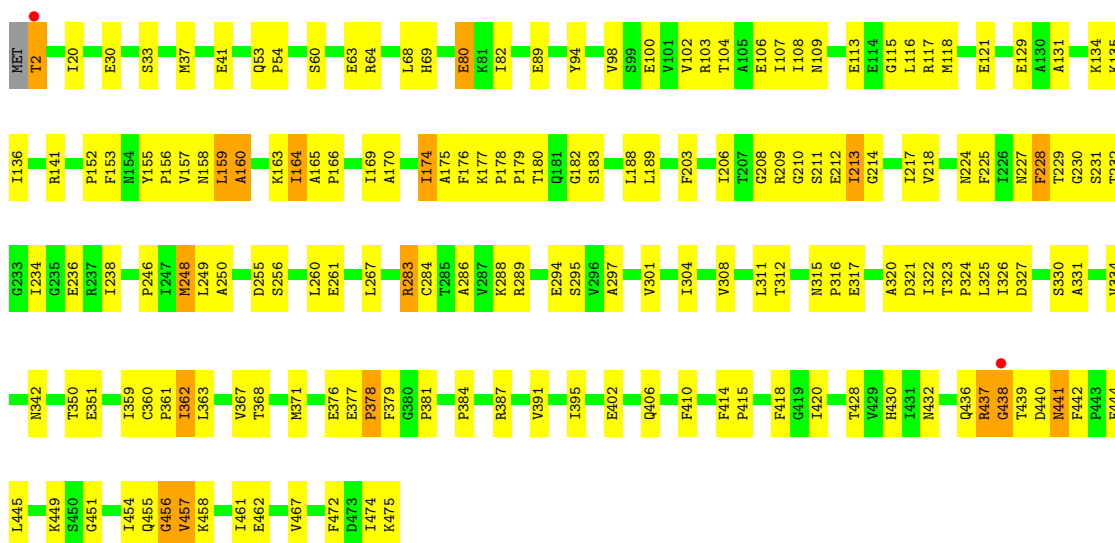 MET T2 I20 E30 S33 M37 E41 Q53 P54 S60 E63 R64 L68 H69 E80 K81 I82 E89 Y94 V98 S99 E100 V101 V102 R103 T104 A105 E106 I107 I108 N109 E113 E114 G115 L116 R117 M118 E121 E129 A130 A131 K134 K135
I136 R141 P152 F153 N154 Y155 P156 V157 N158 L159 A160 K163 I164 A165 P166 I169 A170 I174 A175 F176 K177 P178 P179 T180 Q181 G182 S183 L188 L189 F203 I206 T207 G208 R209 G210 S211 E212 I213 G214 I217 V218 N224 F225 I226 N227 F228 T229 G230 S231 T232
G233 I234 G235 E236 R237 I238 P246 I247 M248 L249 A250 D255 S256 L260 E261 L267 R283 C284 T285 A286 V287 K288 R289 E294 S295 V296 A297 V301 I304 V308 L311 T312 N315 P316 E317 A320 D321 I322 T323 P324 L325 I326 D327 S330 A331 V334
N342 T350 E351 I359 C360 P361 I362 L363 V367 T368 M371 E376 E377 P378 F379 G380 P381 P384 R387 V391 I395 E402 Q406 F410 F414 P415 F418 G419 I420 T428 V429 H430 I431 N432 Q436 R437 G438 T439 D440 N441 F442 P443
L445 K449 S450 G451 I454 Q455 G456 V457 K458 I461 E462 V467 F472 D473 I474 K475